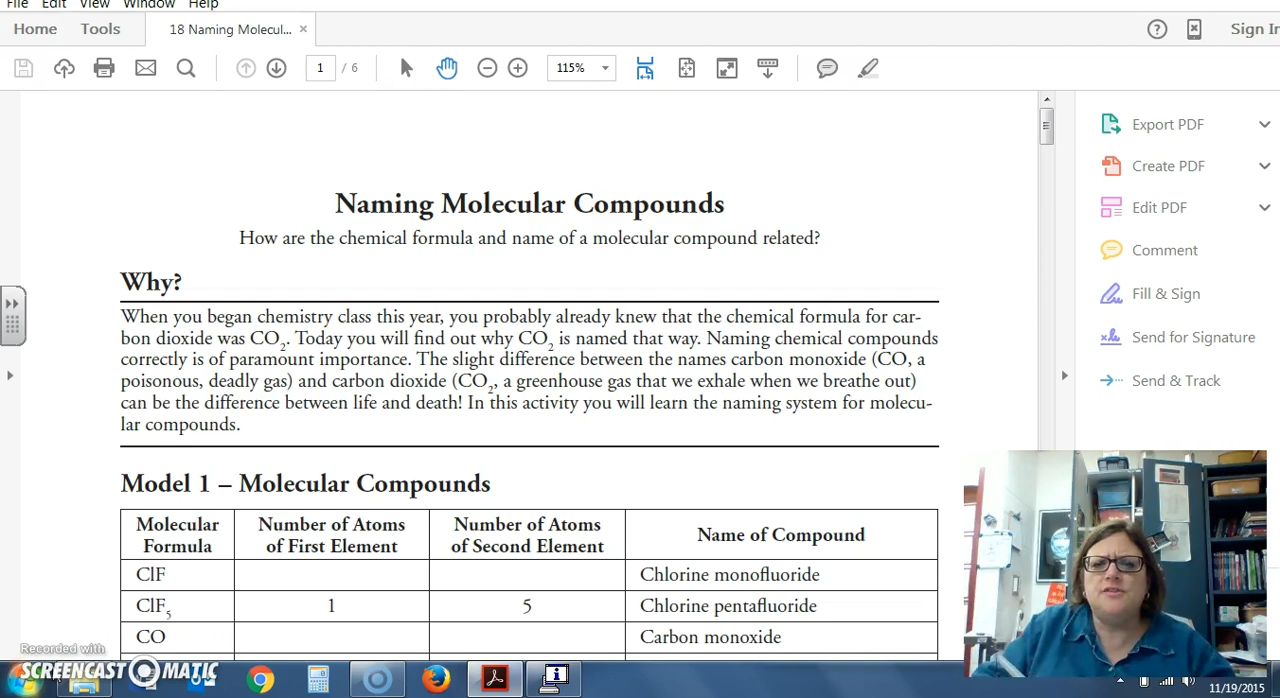 File Edit View Window Help
Home Tools 18 Naming Molecul... × Sign In
1 / 6 115%
Export PDF
Create PDF
Edit PDF
Comment
Fill & Sign
Send for Signature
Send & Track
Naming Molecular Compounds
How are the chemical formula and name of a molecular compound related?
Why?
When you began chemistry class this year, you probably already knew that the chemical formula for car-
bon dioxide was CO₂. Today you will find out why CO₂ is named that way. Naming chemical compounds
correctly is of paramount importance. The slight difference between the names carbon monoxide (CO, a
poisonous, deadly gas) and carbon dioxide (CO₂, a greenhouse gas that we exhale when we breathe out)
can be the difference between life and death! In this activity you will learn the naming system for molecu-
lar compounds.
Model 1 – Molecular Compounds
Molecular Formula Number of Atoms of First Element Number of Atoms of Second Element Name of Compound
ClF Chlorine monofluoride
ClF₅ 1 5 Chlorine pentafluoride
CO Carbon monoxide
Recorded with
SCREENCAST-O-MATIC
11/19/2015